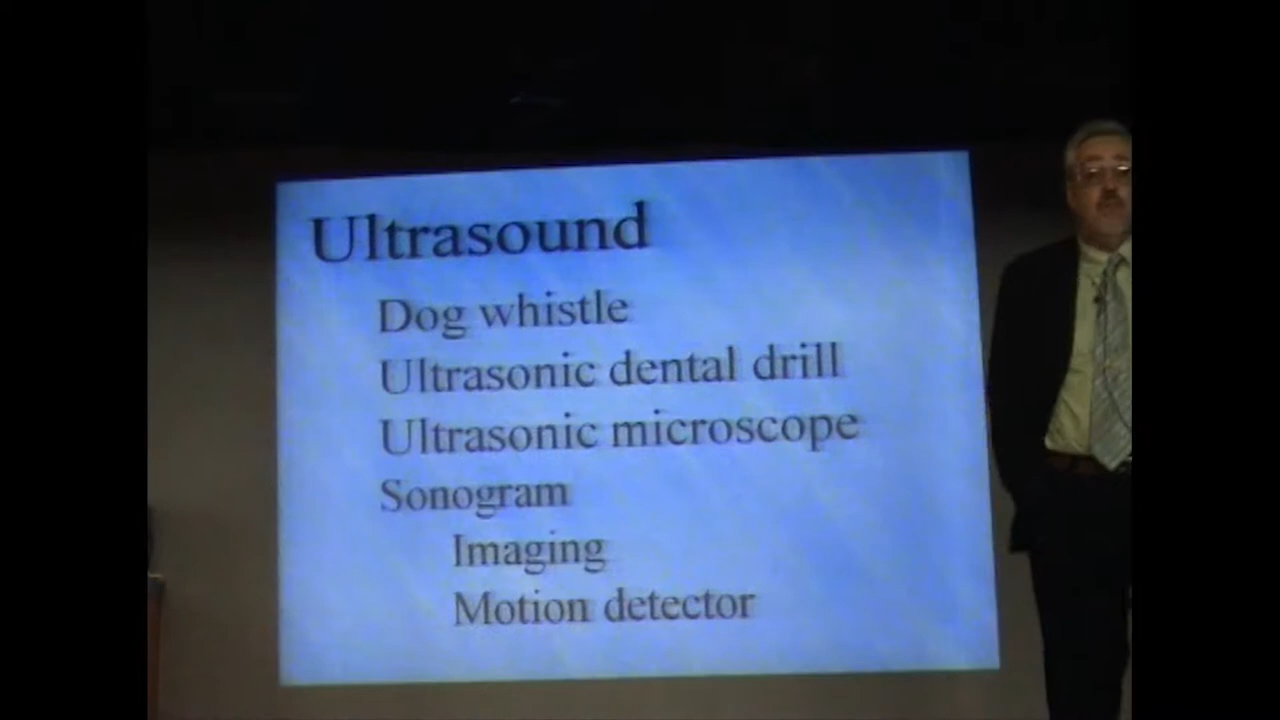 Ultrasound
Dog whistle
Ultrasonic dental drill
Ultrasonic microscope
Sonogram
Imaging
Motion detector